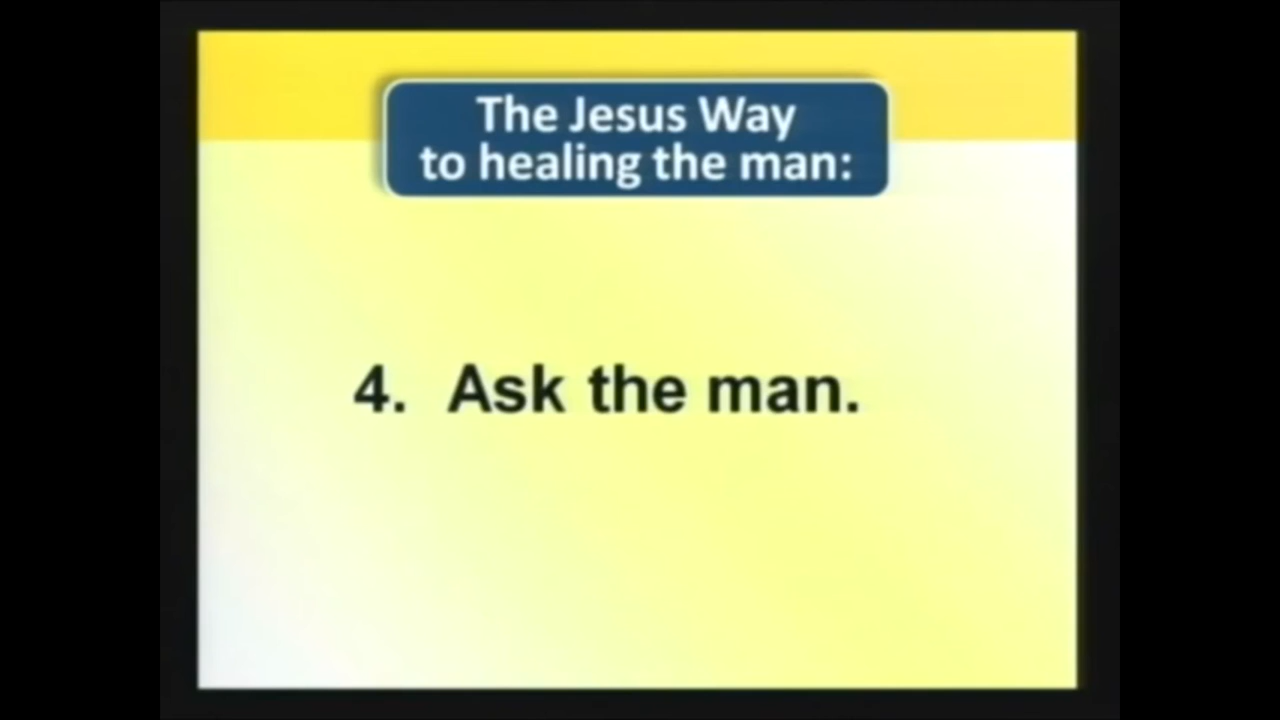 The Jesus Way
to healing the man:
4. Ask the man.